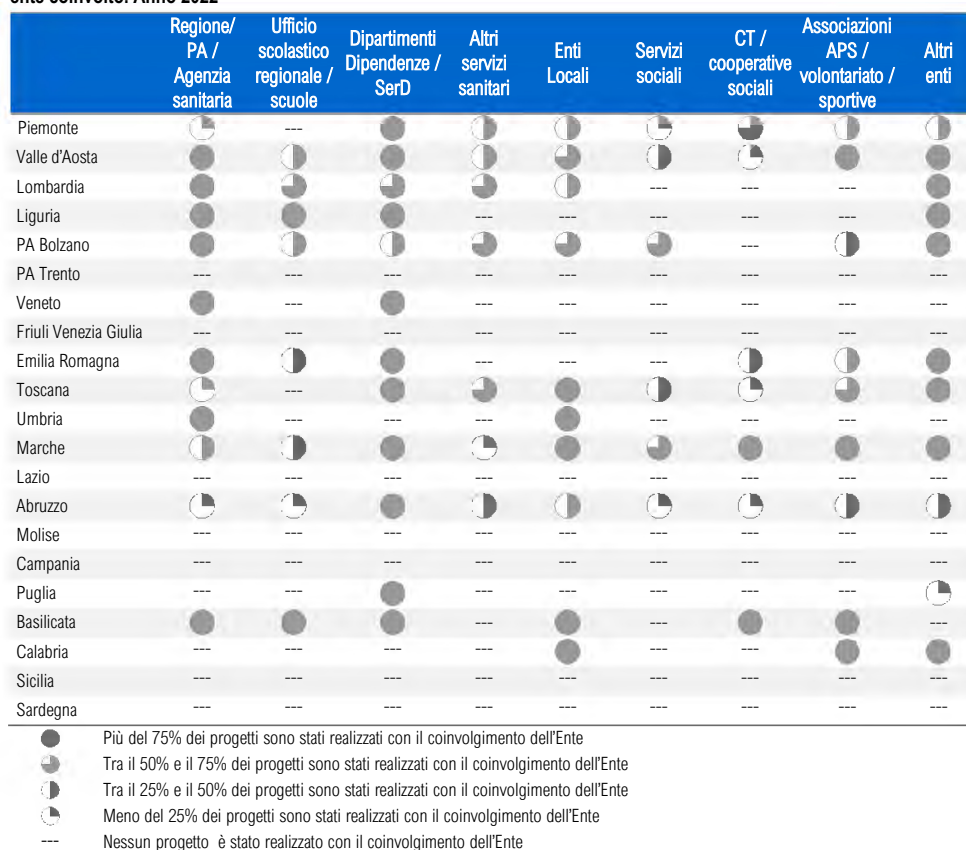 ente coinvolto. Anno 2022
Regione/ PA / Agenzia sanitaria
Ufficio scolastico regionale / scuole
Dipartimenti Dipendenze / SerD
Altri servizi sanitari
Enti Locali
Servizi sociali
CT / cooperative sociali
Associazioni APS / volontariato / sportive
Altri enti
Piemonte ---
Valle d'Aosta
Lombardia --- --- ---
Liguria --- --- --- --- ---
PA Bolzano ---
PA Trento --- --- --- --- --- --- --- --- ---
Veneto --- --- --- --- --- --- ---
Friuli Venezia Giulia --- --- --- --- --- --- --- --- ---
Emilia Romagna --- --- ---
Toscana ---
Umbria --- --- --- --- --- --- ---
Marche
Lazio --- --- --- --- --- --- --- --- ---
Abruzzo
Molise --- --- --- --- --- --- --- --- ---
Campania --- --- --- --- --- --- --- --- ---
Puglia --- --- --- --- --- --- ---
Basilicata --- --- ---
Calabria --- --- --- --- --- ---
Sicilia --- --- --- --- --- --- --- --- ---
Sardegna --- --- --- --- --- --- --- --- ---
Più del 75% dei progetti sono stati realizzati con il coinvolgimento dell'Ente
Tra il 50% e il 75% dei progetti sono stati realizzati con il coinvolgimento dell'Ente
Tra il 25% e il 50% dei progetti sono stati realizzati con il coinvolgimento dell'Ente
Meno del 25% dei progetti sono stati realizzati con il coinvolgimento dell'Ente
--- Nessun progetto è stato realizzato con il coinvolgimento dell'Ente